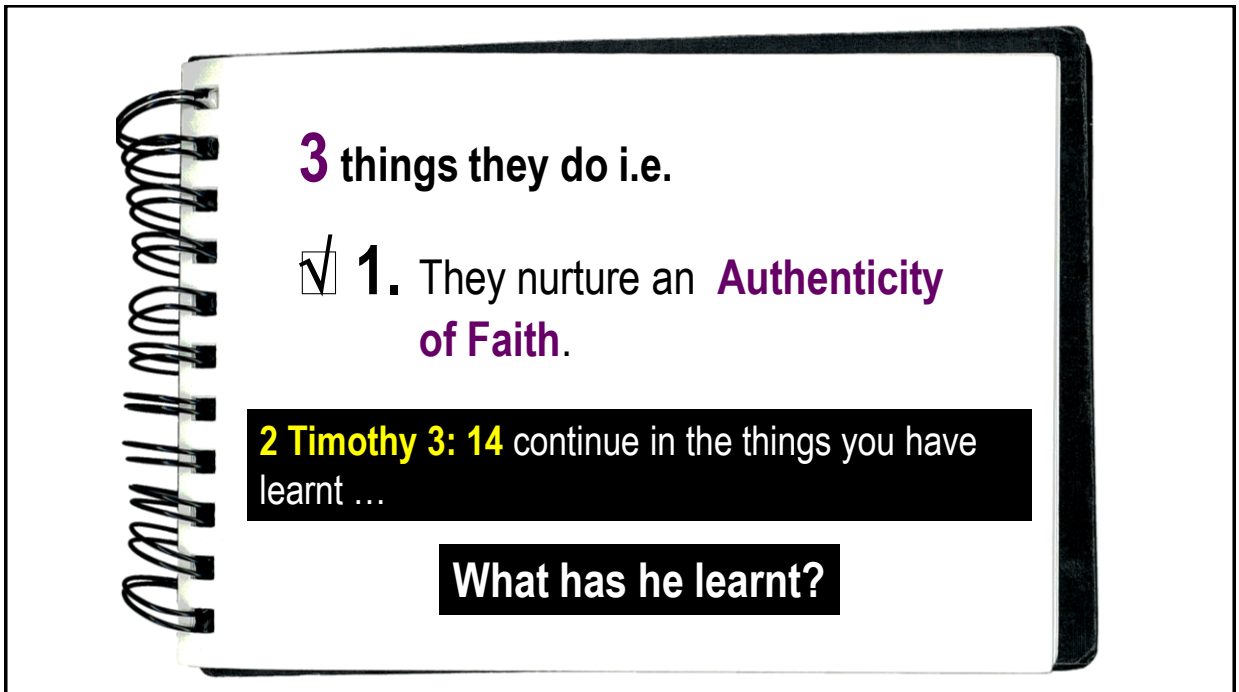 3 things they do i.e.
√ 1. They nurture an Authenticity
of Faith.
2 Timothy 3: 14 continue in the things you have
learnt …
What has he learnt?